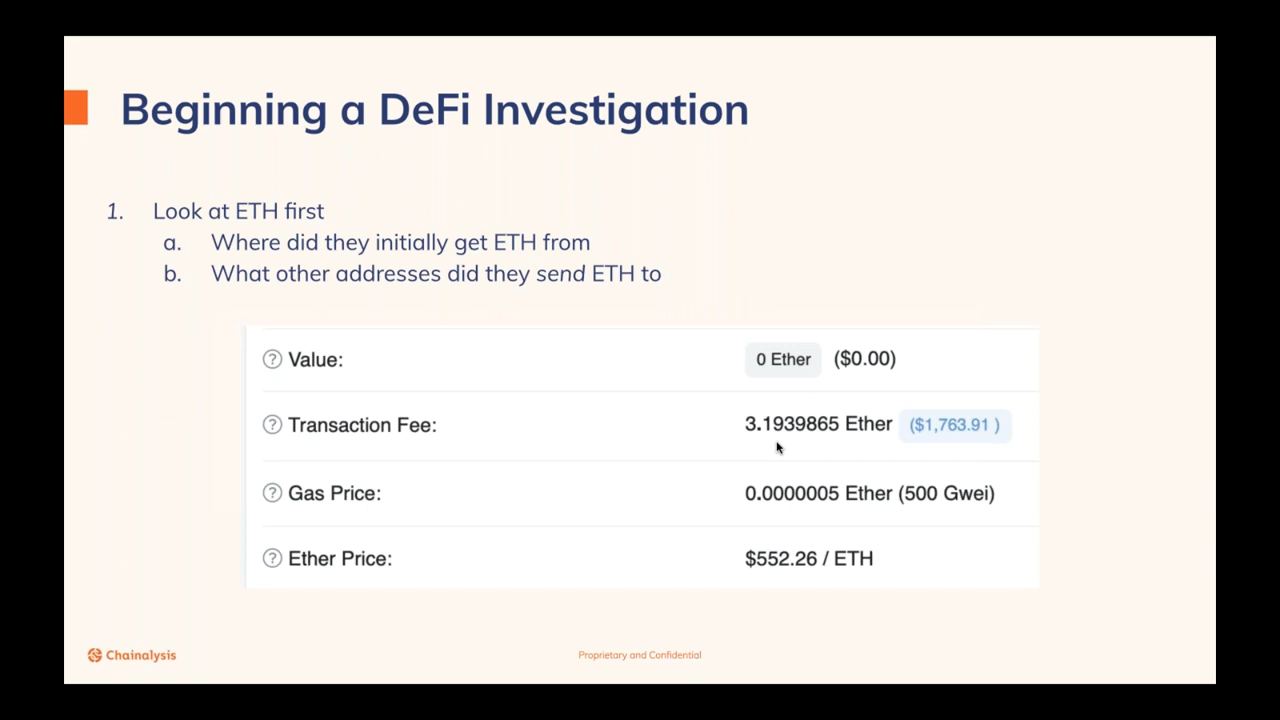 Beginning a DeFi Investigation
1. Look at ETH first
a. Where did they initially get ETH from
b. What other addresses did they send ETH to
Value: 0 Ether ($0.00)
Transaction Fee: 3.1939865 Ether ($1,763.91 )
Gas Price: 0.0000005 Ether (500 Gwei)
Ether Price: $552.26 / ETH
Chainalysis
Proprietary and Confidential